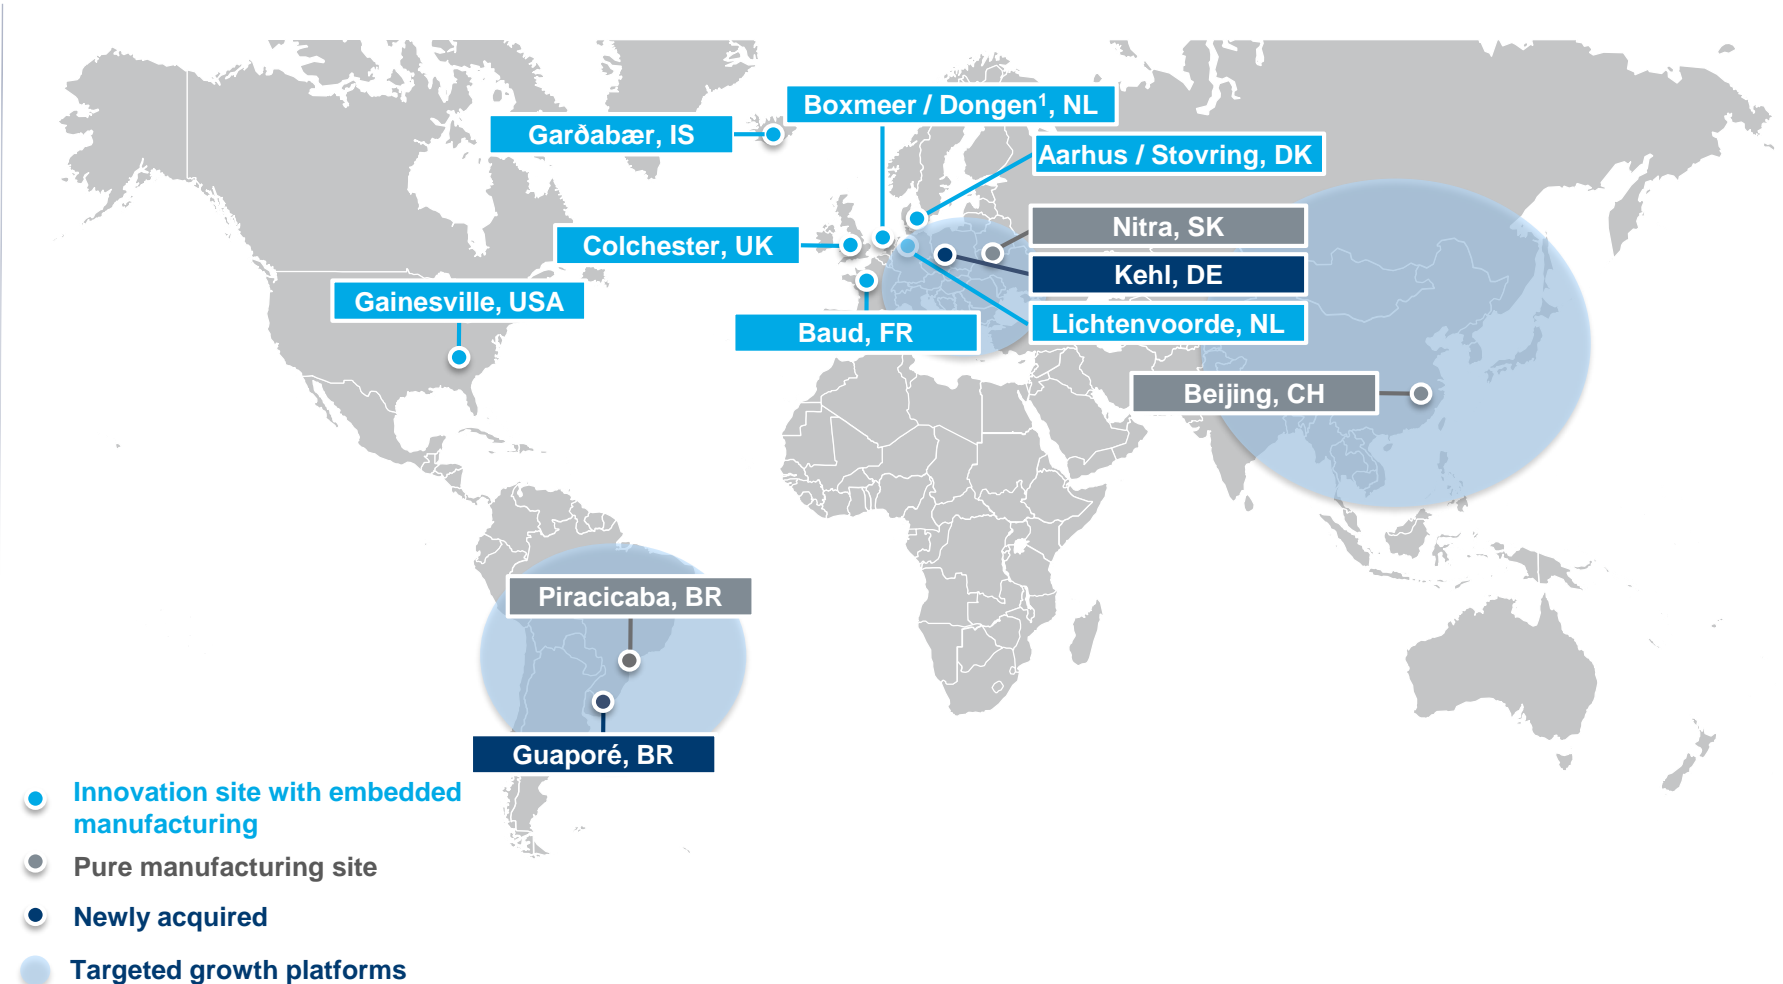 Boxmeer / Dongen¹, NL
Garðabær, IS
Aarhus / Stovring, DK
Nitra, SK
Colchester, UK
Kehl, DE
Gainesville, USA
Lichtenvoorde, NL
Baud, FR
Beijing, CH
Piracicaba, BR
Guaporé, BR
Innovation site with embedded
manufacturing
Pure manufacturing site
Newly acquired
Targeted growth platforms